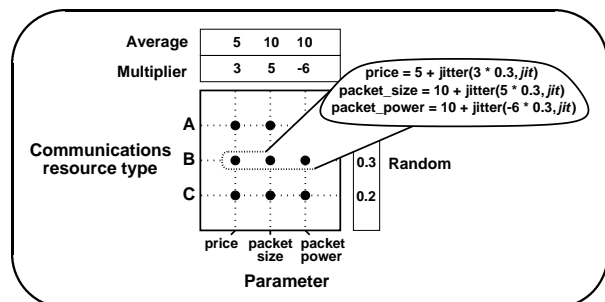 Average 5 10 10
Multiplier 3 5 -6
price = 5 + jitter(3 * 0.3, jit)
packet_size = 10 + jitter(5 * 0.3, jit)
packet_power = 10 + jitter(-6 * 0.3, jit)
A
Communications
resource type
B
C
0.3
0.2
Random
price
packet
size
packet
power
Parameter